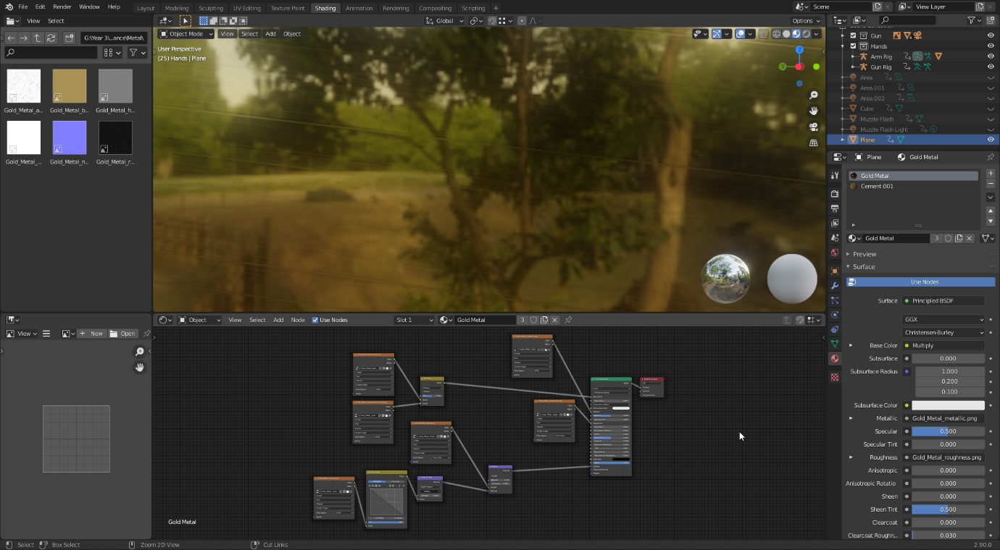 File Edit Render Window Help
Layout Modeling Sculpting UV Editing Texture Paint Shading Animation Rendering Compositing Scripting +
Scene
View Layer
View Select
Global
Options
G:\Year 3\...ance\Metal\
Object Mode View Select Add Object
User Perspective
(25) Hands | Plane
Z
Y
Gold_Metal_a...
Gold_Metal_b...
Gold_Metal_h...
Gold_Metal_...
Gold_Metal_n...
Gold_Metal_r...
Gun
Hands
Arm Rig
Gun Rig
Area
Area.001
Area.002
Cube
Muzzle Flash
Muzzle Flash Light
Plane
Plane Gold Metal
Gold Metal
Cement.001
Gold Metal 3
Preview
Surface
Use Nodes
Surface Principled BSDF
GGX
Christensen-Burley
Base Color Multiply
Subsurface 0.000
Subsurface Radius 1.000
0.200
0.100
Subsurface Color
Metallic Gold_Metal_metallic.png
Specular 0.500
Specular Tint 0.000
Roughness Gold_Metal_roughness.png
Anisotropic 0.000
Anisotropic Rotatio 0.000
Sheen 0.000
Sheen Tint 0.500
Clearcoat 0.000
Clearcoat Roughn... 0.030
View + New Open
Object View Select Add Node Use Nodes Slot 1 Gold Metal 3
Gold Metal
Select Box Select Zoom 2D View Cut Links
2.90.0